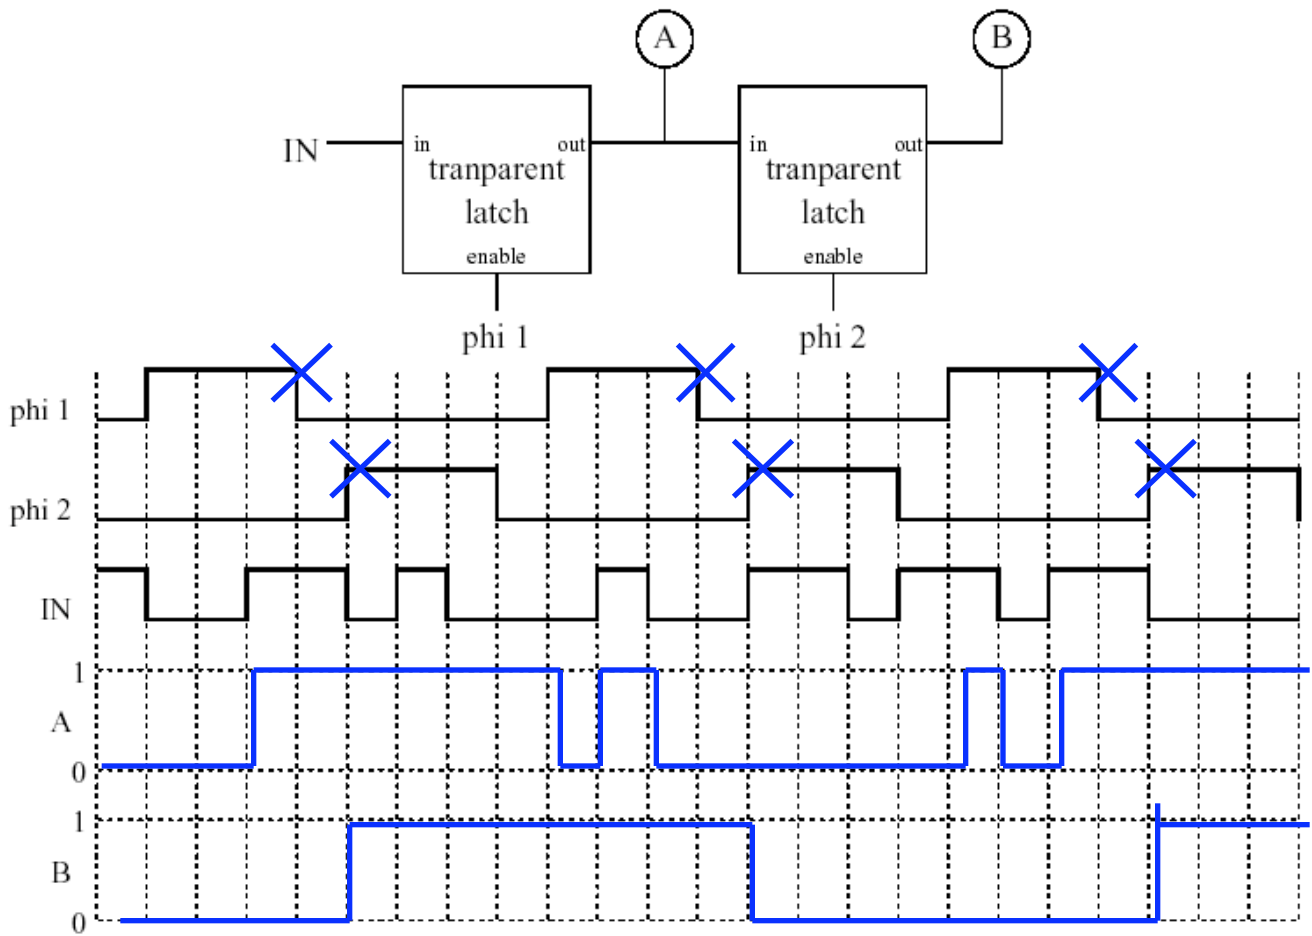 A
B
IN
in
out
tranparent
latch
enable
in
out
tranparent
latch
enable
phi 1
phi 2
phi 1
phi 2
IN
1
A
0
1
B
0